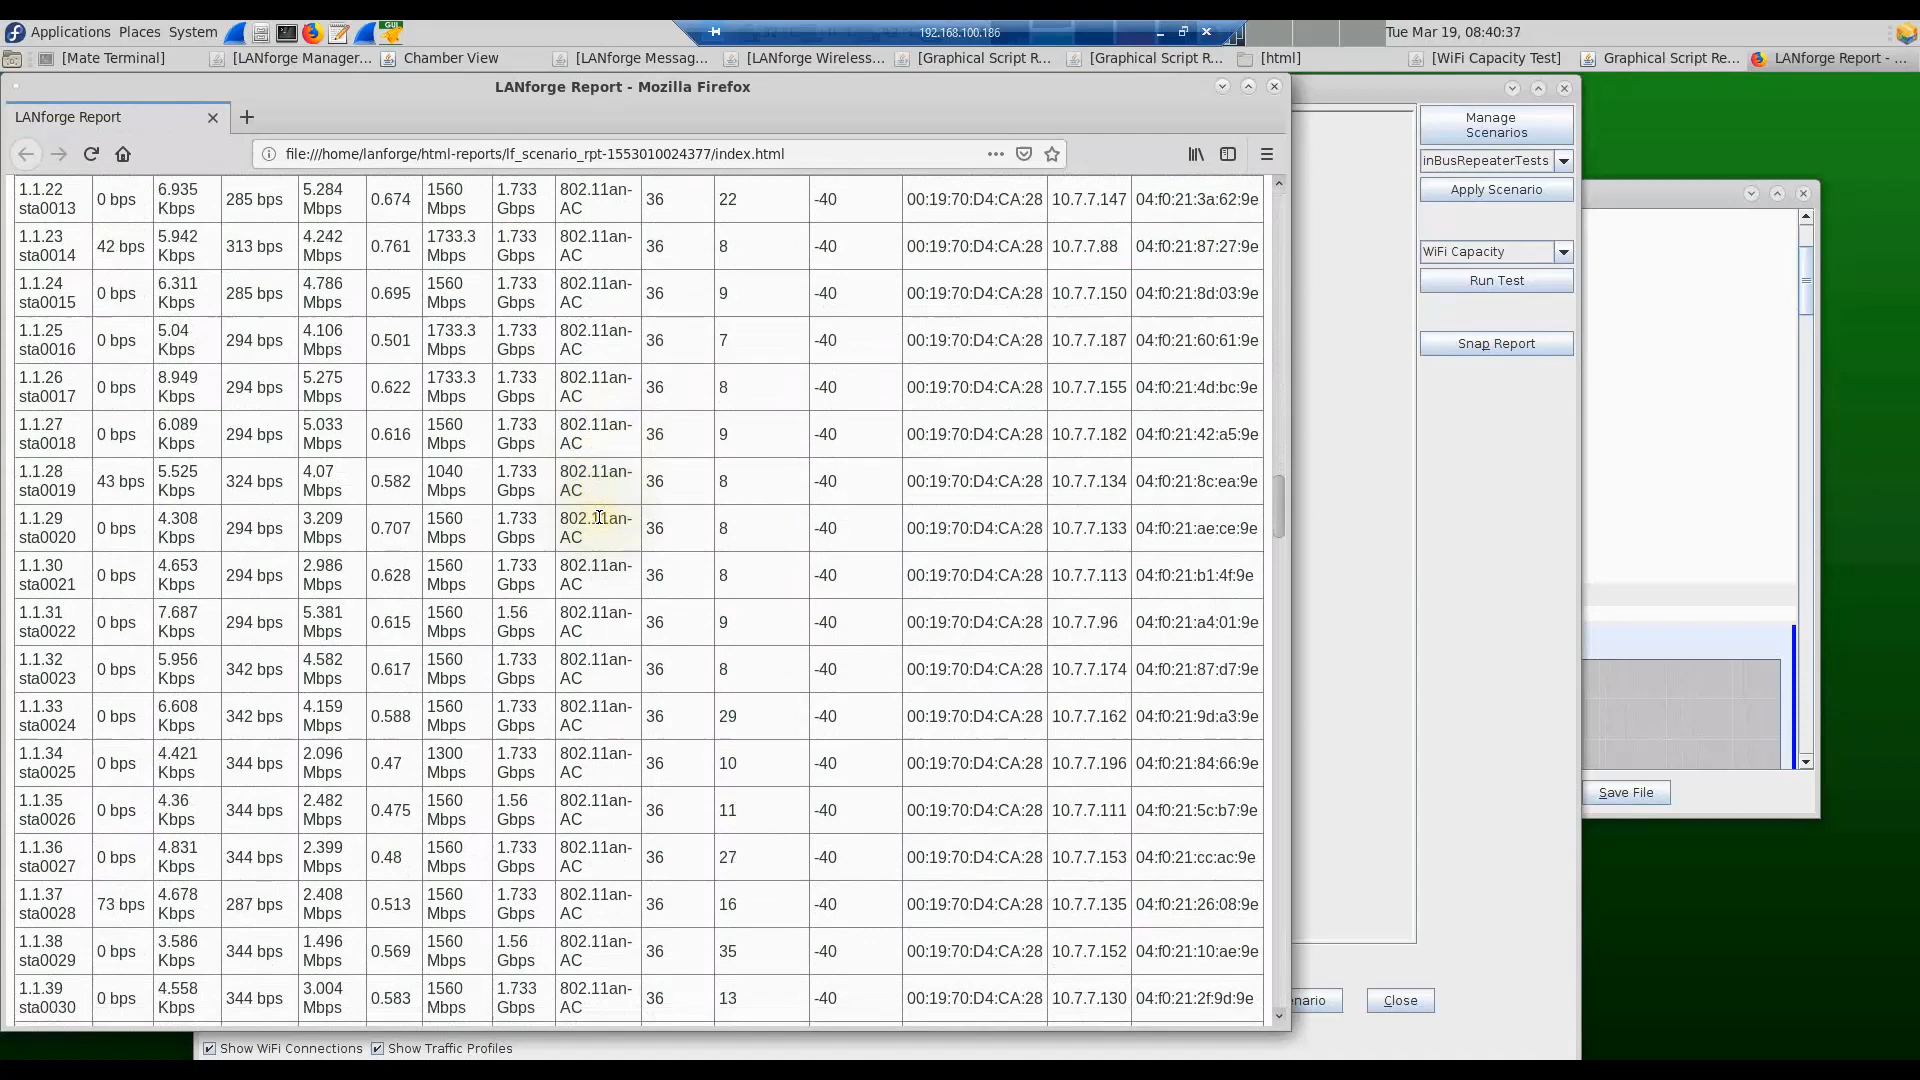 Applications Places System GUI 192.168.100.186 Tue Mar 19, 08:40:37
[Mate Terminal] [LANforge Manager... Chamber View [LANforge Messag... [LANforge Wireless... [Graphical Script R... [Graphical Script R... [html] [WiFi Capacity Test] Graphical Script Re... LANforge Report - ...
LANforge Report - Mozilla Firefox
LANforge Report
file:///home/lanforge/html-reports/lf_scenario_rpt-1553010024377/index.html
1.1.22 sta0013 0 bps 6.935 Kbps 285 bps 5.284 Mbps 0.674 1560 Mbps 1.733 Gbps 802.11an-AC 36 22 -40 00:19:70:D4:CA:28 10.7.7.147 04:f0:21:3a:62:9e
1.1.23 sta0014 42 bps 5.942 Kbps 313 bps 4.242 Mbps 0.761 1733.3 Mbps 1.733 Gbps 802.11an-AC 36 8 -40 00:19:70:D4:CA:28 10.7.7.88 04:f0:21:87:27:9e
1.1.24 sta0015 0 bps 6.311 Kbps 285 bps 4.786 Mbps 0.695 1560 Mbps 1.733 Gbps 802.11an-AC 36 9 -40 00:19:70:D4:CA:28 10.7.7.150 04:f0:21:8d:03:9e
1.1.25 sta0016 0 bps 5.04 Kbps 294 bps 4.106 Mbps 0.501 1733.3 Mbps 1.733 Gbps 802.11an-AC 36 7 -40 00:19:70:D4:CA:28 10.7.7.187 04:f0:21:60:61:9e
1.1.26 sta0017 0 bps 8.949 Kbps 294 bps 5.275 Mbps 0.622 1733.3 Mbps 1.733 Gbps 802.11an-AC 36 8 -40 00:19:70:D4:CA:28 10.7.7.155 04:f0:21:4d:bc:9e
1.1.27 sta0018 0 bps 6.089 Kbps 294 bps 5.033 Mbps 0.616 1560 Mbps 1.733 Gbps 802.11an-AC 36 9 -40 00:19:70:D4:CA:28 10.7.7.182 04:f0:21:42:a5:9e
1.1.28 sta0019 43 bps 5.525 Kbps 324 bps 4.07 Mbps 0.582 1040 Mbps 1.733 Gbps 802.11an-AC 36 8 -40 00:19:70:D4:CA:28 10.7.7.134 04:f0:21:8c:ea:9e
1.1.29 sta0020 0 bps 4.308 Kbps 294 bps 3.209 Mbps 0.707 1560 Mbps 1.733 Gbps 802.11an-AC 36 8 -40 00:19:70:D4:CA:28 10.7.7.133 04:f0:21:ae:ce:9e
1.1.30 sta0021 0 bps 4.653 Kbps 294 bps 2.986 Mbps 0.628 1560 Mbps 1.733 Gbps 802.11an-AC 36 8 -40 00:19:70:D4:CA:28 10.7.7.113 04:f0:21:b1:4f:9e
1.1.31 sta0022 0 bps 7.687 Kbps 294 bps 5.381 Mbps 0.615 1560 Mbps 1.56 Gbps 802.11an-AC 36 9 -40 00:19:70:D4:CA:28 10.7.7.96 04:f0:21:a4:01:9e
1.1.32 sta0023 0 bps 5.956 Kbps 342 bps 4.582 Mbps 0.617 1560 Mbps 1.733 Gbps 802.11an-AC 36 8 -40 00:19:70:D4:CA:28 10.7.7.174 04:f0:21:87:d7:9e
1.1.33 sta0024 0 bps 6.608 Kbps 342 bps 4.159 Mbps 0.588 1560 Mbps 1.733 Gbps 802.11an-AC 36 29 -40 00:19:70:D4:CA:28 10.7.7.162 04:f0:21:9d:a3:9e
1.1.34 sta0025 0 bps 4.421 Kbps 344 bps 2.096 Mbps 0.47 1300 Mbps 1.733 Gbps 802.11an-AC 36 10 -40 00:19:70:D4:CA:28 10.7.7.196 04:f0:21:84:66:9e
1.1.35 sta0026 0 bps 4.36 Kbps 344 bps 2.482 Mbps 0.475 1560 Mbps 1.56 Gbps 802.11an-AC 36 11 -40 00:19:70:D4:CA:28 10.7.7.111 04:f0:21:5c:b7:9e
1.1.36 sta0027 0 bps 4.831 Kbps 344 bps 2.399 Mbps 0.48 1560 Mbps 1.733 Gbps 802.11an-AC 36 27 -40 00:19:70:D4:CA:28 10.7.7.153 04:f0:21:cc:ac:9e
1.1.37 sta0028 73 bps 4.678 Kbps 287 bps 2.408 Mbps 0.513 1560 Mbps 1.733 Gbps 802.11an-AC 36 16 -40 00:19:70:D4:CA:28 10.7.7.135 04:f0:21:26:08:9e
1.1.38 sta0029 0 bps 3.586 Kbps 344 bps 1.496 Mbps 0.569 1560 Mbps 1.56 Gbps 802.11an-AC 36 35 -40 00:19:70:D4:CA:28 10.7.7.152 04:f0:21:10:ae:9e
1.1.39 sta0030 0 bps 4.558 Kbps 344 bps 3.004 Mbps 0.583 1560 Mbps 1.733 Gbps 802.11an-AC 36 13 -40 00:19:70:D4:CA:28 10.7.7.130 04:f0:21:2f:9d:9e
Manage
Scenarios
inBusRepeaterTests
Apply Scenario
WiFi Capacity
Run Test
Snap Report
Save File
enario Close
Show WiFi Connections Show Traffic Profiles